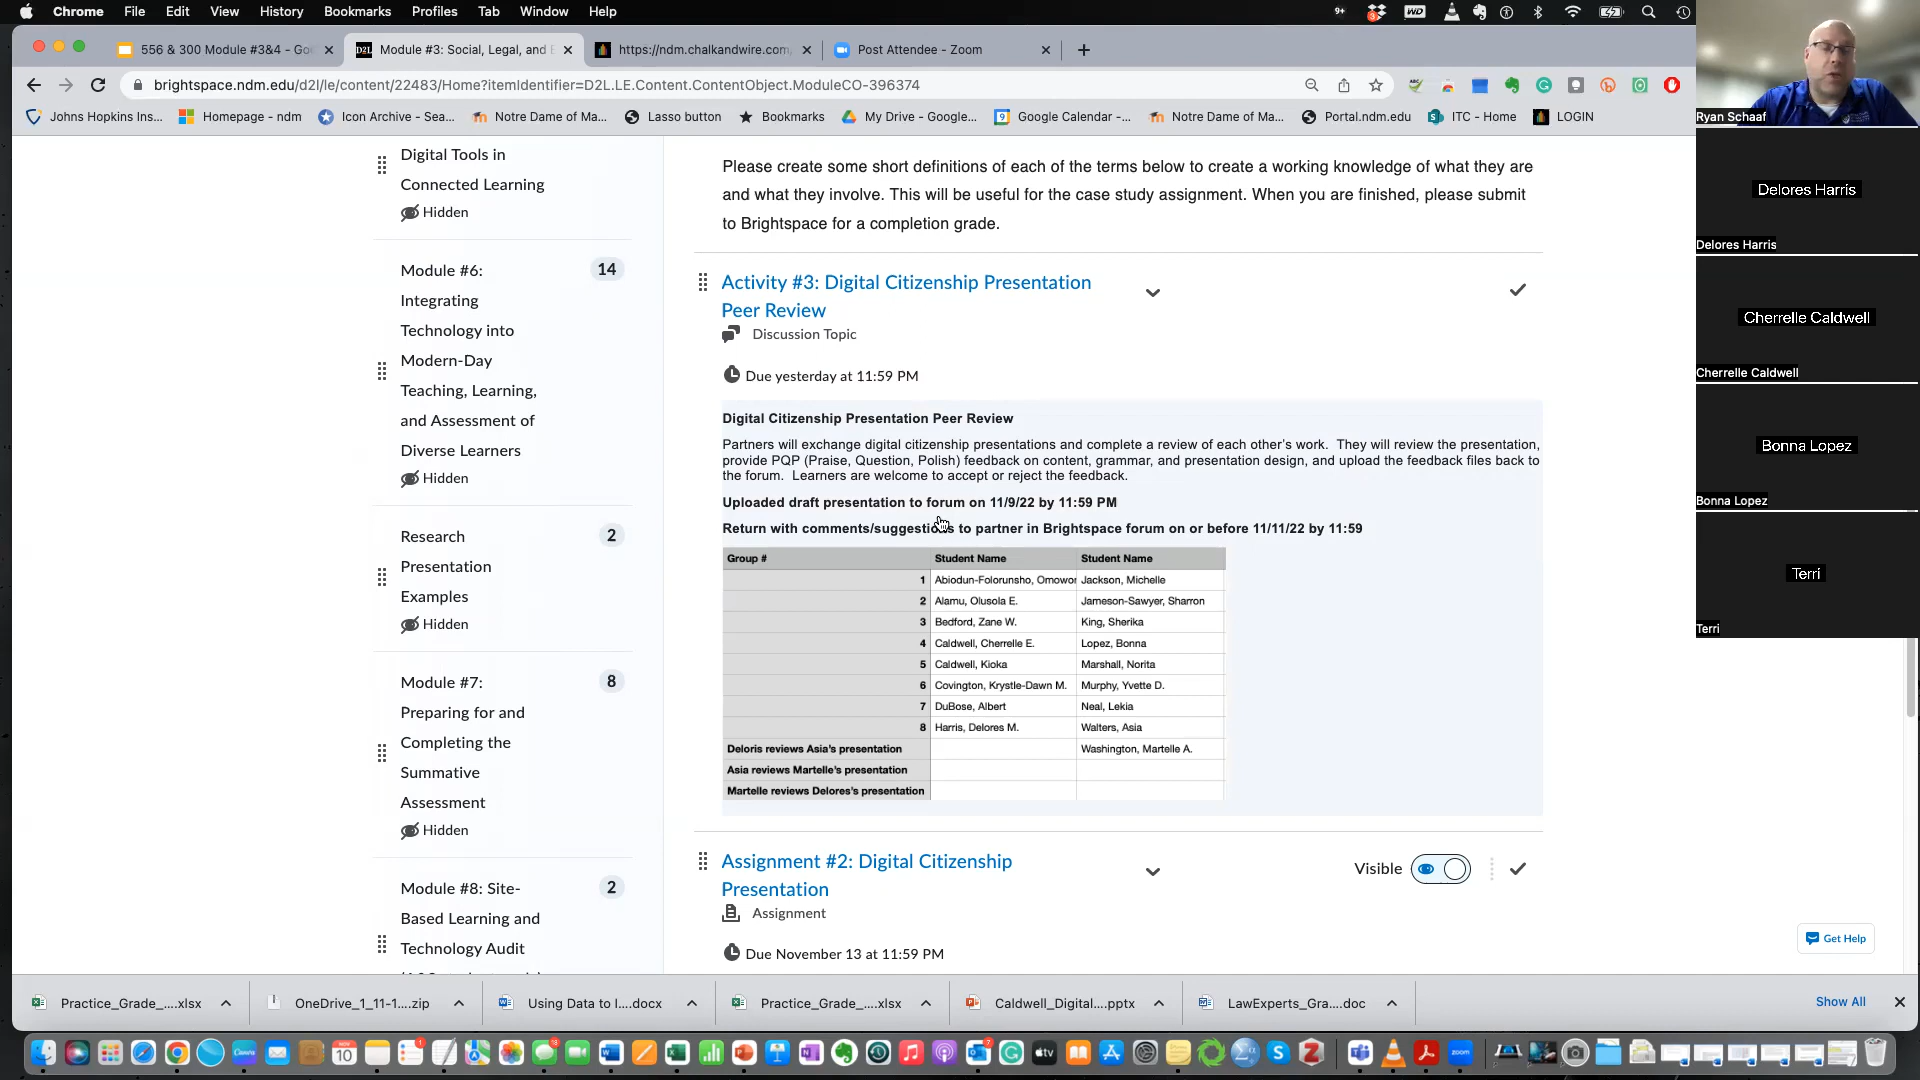 Chrome File Edit View History Bookmarks Profiles Tab Window Help
556 & 300 Module #3&4 - Go
Module #3: Social, Legal, and E
https://ndm.chalkandwire.com
Post Attendee - Zoom
brightspace.ndm.edu/d2l/le/content/22483/Home?itemIdentifier=D2L.LE.Content.ContentObject.ModuleCO-396374
Johns Hopkins Ins...
Homepage - ndm
Icon Archive - Sea...
Notre Dame of Ma...
Lasso button
Bookmarks
My Drive - Google...
Google Calendar -...
Notre Dame of Ma...
Portal.ndm.edu
ITC - Home
LOGIN
Digital Tools in
Connected Learning
Hidden
Module #6: 14
Integrating
Technology into
Modern-Day
Teaching, Learning,
and Assessment of
Diverse Learners
Hidden
Research 2
Presentation
Examples
Hidden
Module #7: 8
Preparing for and
Completing the
Summative
Assessment
Hidden
Module #8: Site- 2
Based Learning and
Technology Audit
Please create some short definitions of each of the terms below to create a working knowledge of what they are
and what they involve. This will be useful for the case study assignment. When you are finished, please submit
to Brightspace for a completion grade.
Activity #3: Digital Citizenship Presentation
Peer Review
Discussion Topic
Due yesterday at 11:59 PM
Digital Citizenship Presentation Peer Review
Partners will exchange digital citizenship presentations and complete a review of each other's work. They will review the presentation,
provide PQP (Praise, Question, Polish) feedback on content, grammar, and presentation design, and upload the feedback files back to
the forum. Learners are welcome to accept or reject the feedback.
Uploaded draft presentation to forum on 11/9/22 by 11:59 PM
Return with comments/suggestions to partner in Brightspace forum on or before 11/11/22 by 11:59
Group # Student Name Student Name
1 Abiodun-Folorunsho, Omowor Jackson, Michelle
2 Alamu, Olusola E. Jameson-Sawyer, Sharron
3 Bedford, Zane W. King, Sherika
4 Caldwell, Cherrelle E. Lopez, Bonna
5 Caldwell, Kioka Marshall, Norita
6 Covington, Krystle-Dawn M. Murphy, Yvette D.
7 DuBose, Albert Neal, Lekia
8 Harris, Delores M. Walters, Asia
Deloris reviews Asia's presentation Washington, Martelle A.
Asia reviews Martelle's presentation
Martelle reviews Delores's presentation
Assignment #2: Digital Citizenship
Presentation
Visible
Assignment
Due November 13 at 11:59 PM
Get Help
Ryan Schaaf
Delores Harris
Delores Harris
Cherrelle Caldwell
Cherrelle Caldwell
Bonna Lopez
Bonna Lopez
Terri
Terri
Practice_Grade_....xlsx
OneDrive_1_11-1....zip
Using Data to I....docx
Practice_Grade_....xlsx
Caldwell_Digital....pptx
LawExperts_Gra....doc
Show All